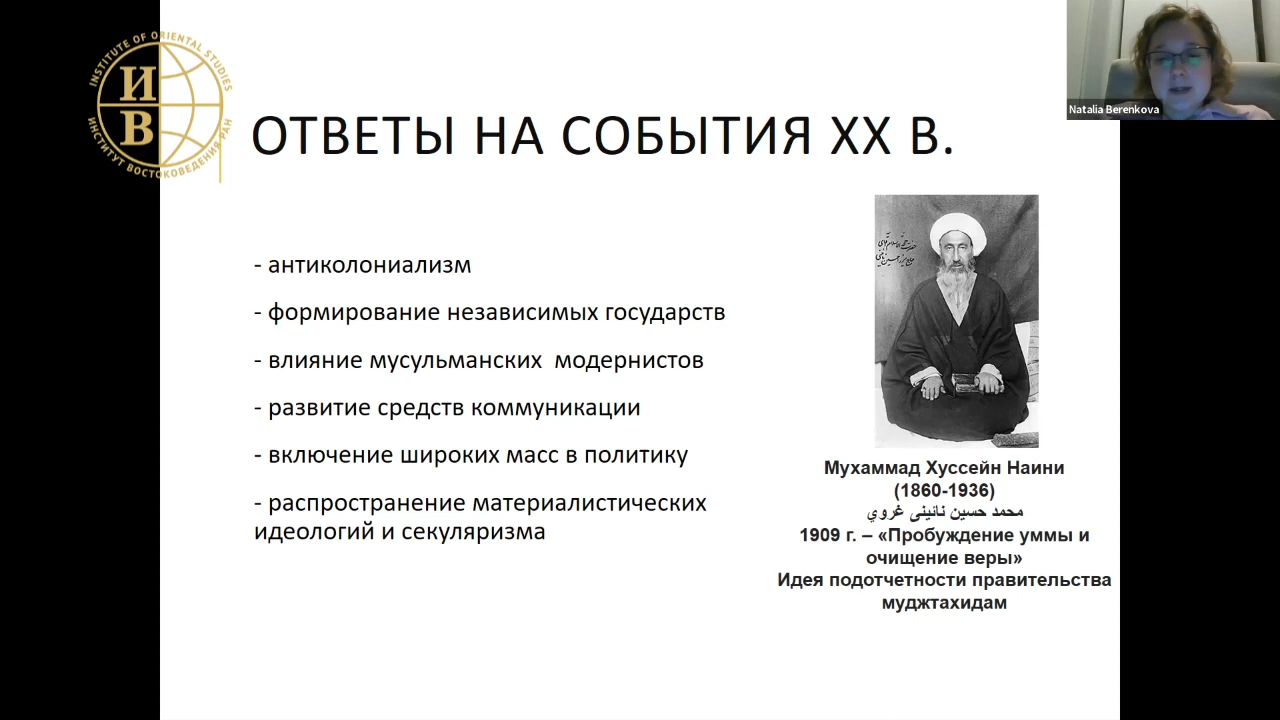 INSTITUTE OF ORIENTAL STUDIES
ИВ
ИНСТИТУТ ВОСТОКОВЕДЕНИЯ РАН
Natalia Berenkova
ОТВЕТЫ НА СОБЫТИЯ XX В.
- антиколониализм
- формирование независимых государств
- влияние мусульманских  модернистов
- развитие средств коммуникации
- включение широких масс в политику
- распространение материалистических
идеологий и секуляризма
Мухаммад Хуссейн Наини
(1860-1936)
محمد حسین نائینی غروي
1909 г. – «Пробуждение уммы и
очищение веры»
Идея подотчетности правительства
муджтахидам